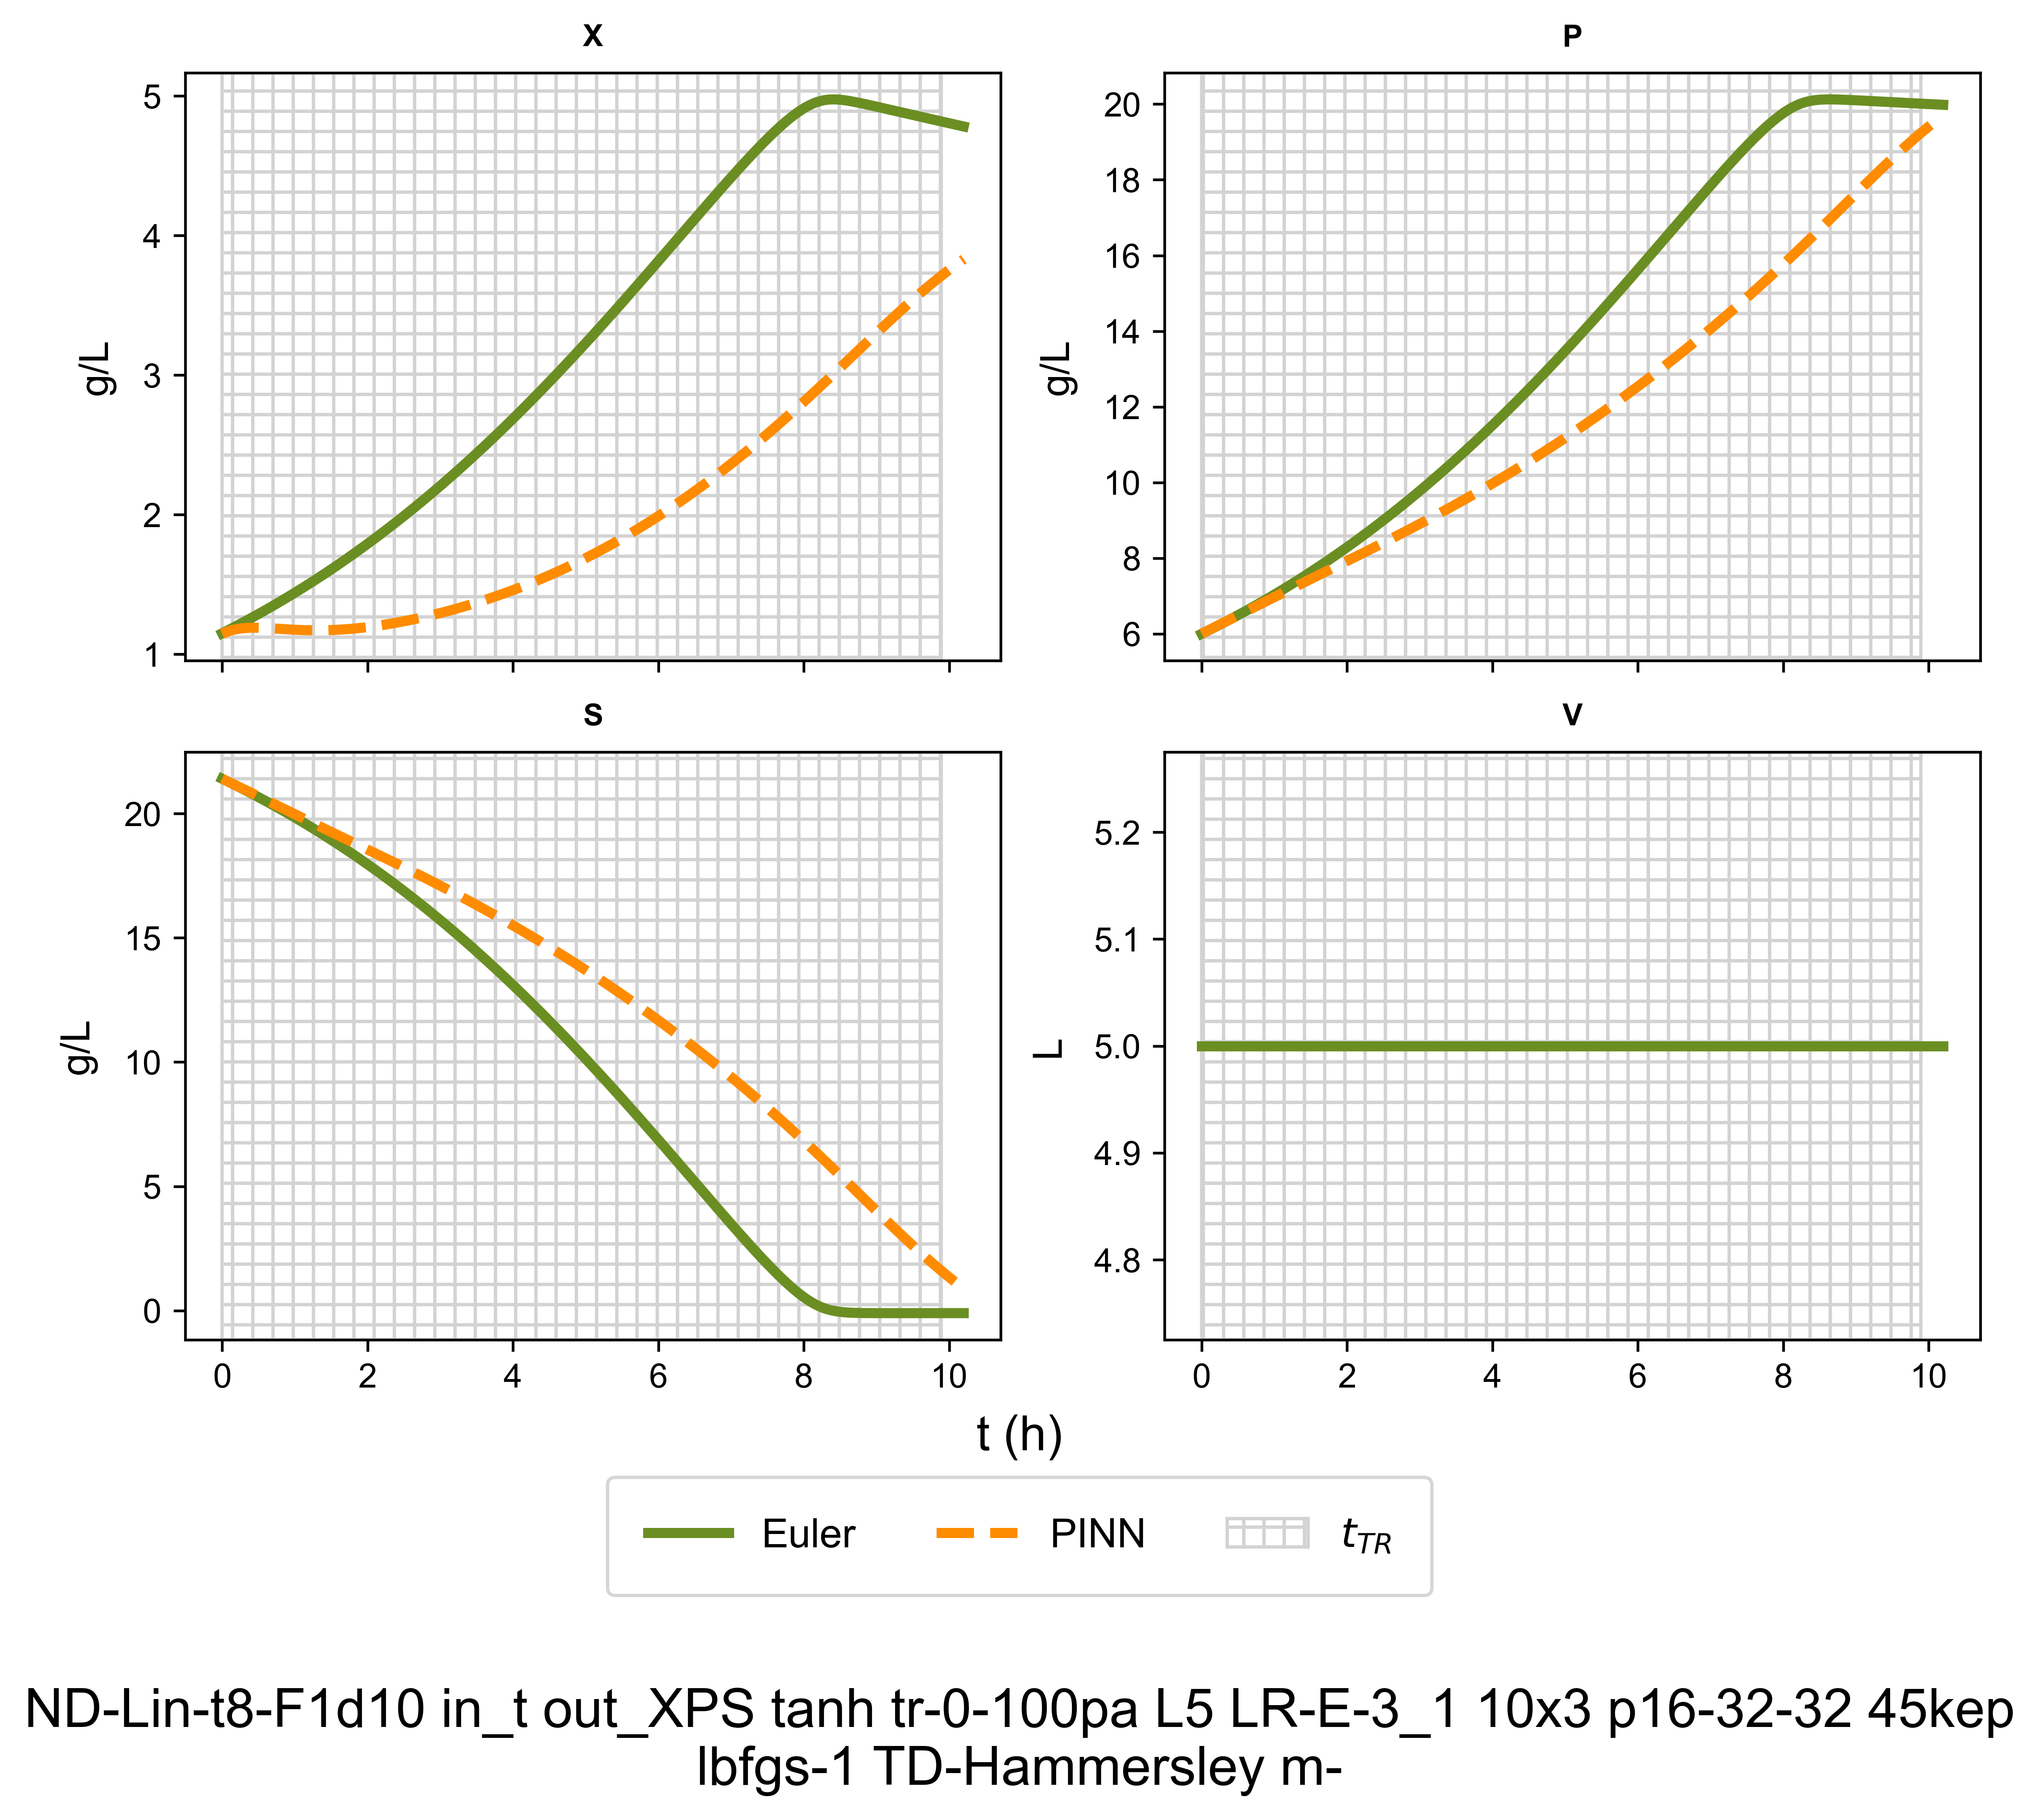 X
P
5
4
3
2
1
g/L
20
18
16
14
12
10
8
6
g/L
S
V
20
15
10
5
0
g/L
0 2 4 6 8 10
5.2
5.1
5.0
4.9
4.8
L
0 2 4 6 8 10
t (h)
Euler PINN t_TR
ND-Lin-t8-F1d10 in_t out_XPS tanh tr-0-100pa L5 LR-E-3_1 10x3 p16-32-32 45kep
lbfgs-1 TD-Hammersley m-